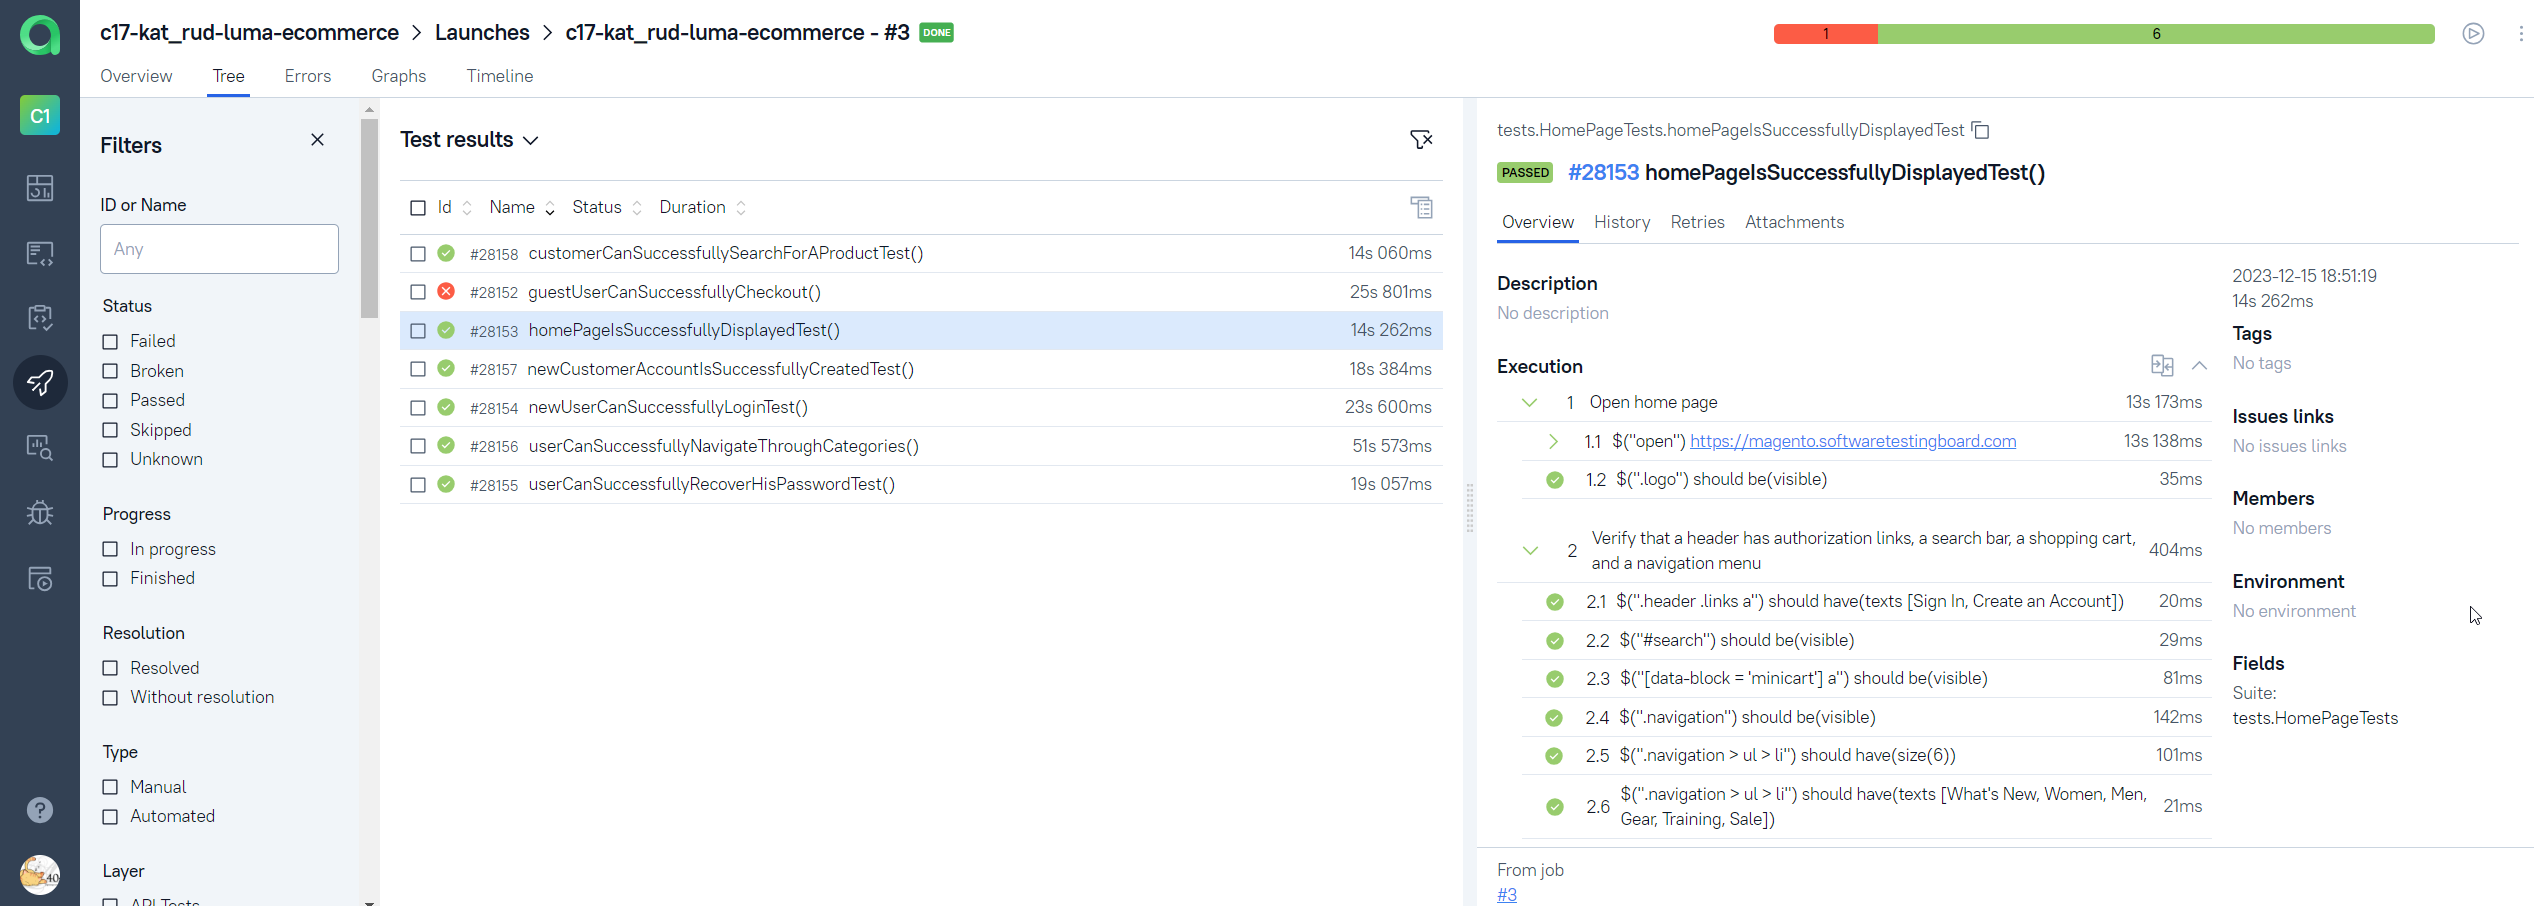 c17-kat_rud-luma-ecommerce > Launches > c17-kat_rud-luma-ecommerce - #3 DONE
1 6
Overview Tree Errors Graphs Timeline
C1
Filters
ID or Name
Any
Status
Failed
Broken
Passed
Skipped
Unknown
Progress
In progress
Finished
Resolution
Resolved
Without resolution
Type
Manual
Automated
Layer
API Tests
?
40
Test results
Id Name Status Duration
#28158 customerCanSuccessfullySearchForAProductTest() 14s 060ms
#28152 guestUserCanSuccessfullyCheckout() 25s 801ms
#28153 homePageIsSuccessfullyDisplayedTest() 14s 262ms
#28157 newCustomerAccountIsSuccessfullyCreatedTest() 18s 384ms
#28154 newUserCanSuccessfullyLoginTest() 23s 600ms
#28156 userCanSuccessfullyNavigateThroughCategories() 51s 573ms
#28155 userCanSuccessfullyRecoverHisPasswordTest() 19s 057ms
tests.HomePageTests.homePageIsSuccessfullyDisplayedTest
PASSED #28153 homePageIsSuccessfullyDisplayedTest()
Overview History Retries Attachments
Description
No description
Execution
1 Open home page 13s 173ms
1.1 $("open") https://magento.softwaretestingboard.com 13s 138ms
1.2 $(".logo") should be(visible) 35ms
2 Verify that a header has authorization links, a search bar, a shopping cart,
and a navigation menu 404ms
2.1 $(".header .links a") should have(texts [Sign In, Create an Account]) 20ms
2.2 $("#search") should be(visible) 29ms
2.3 $("[data-block = 'minicart'] a") should be(visible) 81ms
2.4 $(".navigation") should be(visible) 142ms
2.5 $(".navigation > ul > li") should have(size(6)) 101ms
2.6 $(".navigation > ul > li") should have(texts [What's New, Women, Men,
Gear, Training, Sale]) 21ms
From job
#3
2023-12-15 18:51:19
14s 262ms
Tags
No tags
Issues links
No issues links
Members
No members
Environment
No environment
Fields
Suite:
tests.HomePageTests